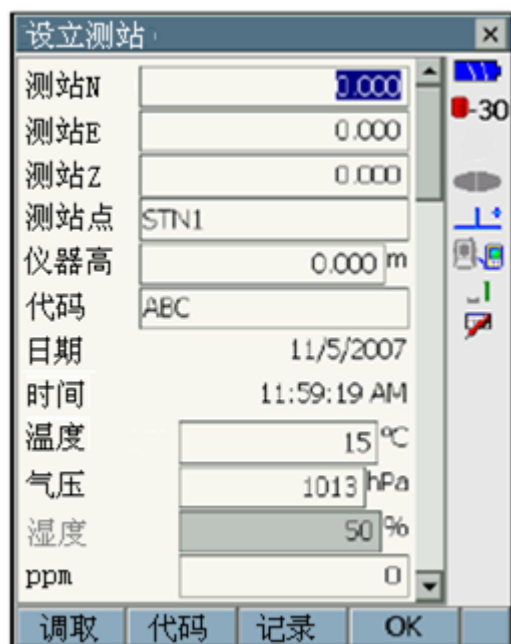 设立测站
测站N 0.000
测站E 0.000
测站Z 0.000
测站点 STN1
仪器高 0.000 m
代码 ABC
日期 11/5/2007
时间 11:59:19 AM
温度 15 ℃
气压 1013 hPa
湿度 50 %
ppm 0
-30
调取 代码 记录 OK